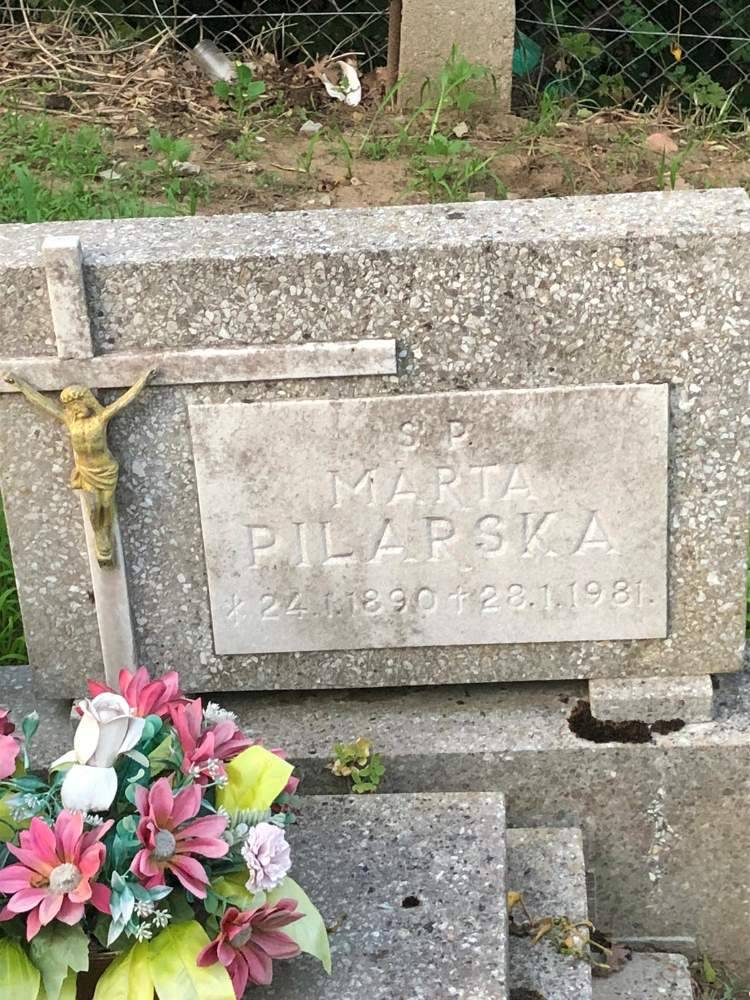 Ś P.
MARTA
PILARSKA
* 24.1.1890 † 28.1.1981.